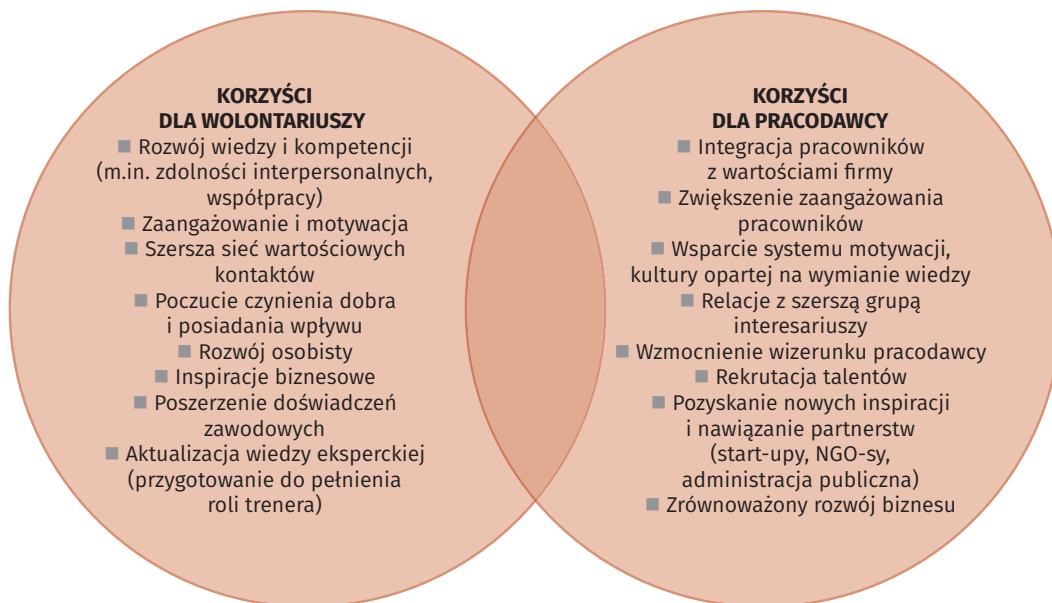 KORZYŚCI
DLA WOLONTARIUSZY
■ Rozwój wiedzy i kompetencji
(m.in. zdolności interpersonalnych,
współpracy)
■ Zaangażowanie i motywacja
■ Szersza sieć wartościowych
kontaktów
■ Poczucie czynienia dobra
i posiadania wpływu
■ Rozwój osobisty
■ Inspiracje biznesowe
■ Poszerzenie doświadczeń
zawodowych
■ Aktualizacja wiedzy eksperckiej
(przygotowanie do pełnienia
roli trenera)
KORZYŚCI
DLA PRACODAWCY
■ Integracja pracowników
z wartościami firmy
■ Zwiększenie zaangażowania
pracowników
■ Wsparcie systemu motywacji,
kultury opartej na wymianie wiedzy
■ Relacje z szerszą grupą
interesariuszy
■ Wzmocnienie wizerunku pracodawcy
■ Rekrutacja talentów
■ Pozyskanie nowych inspiracji
i nawiązanie partnerstw
(start-upy, NGO-sy,
administracja publiczna)
■ Zrównoważony rozwój biznesu